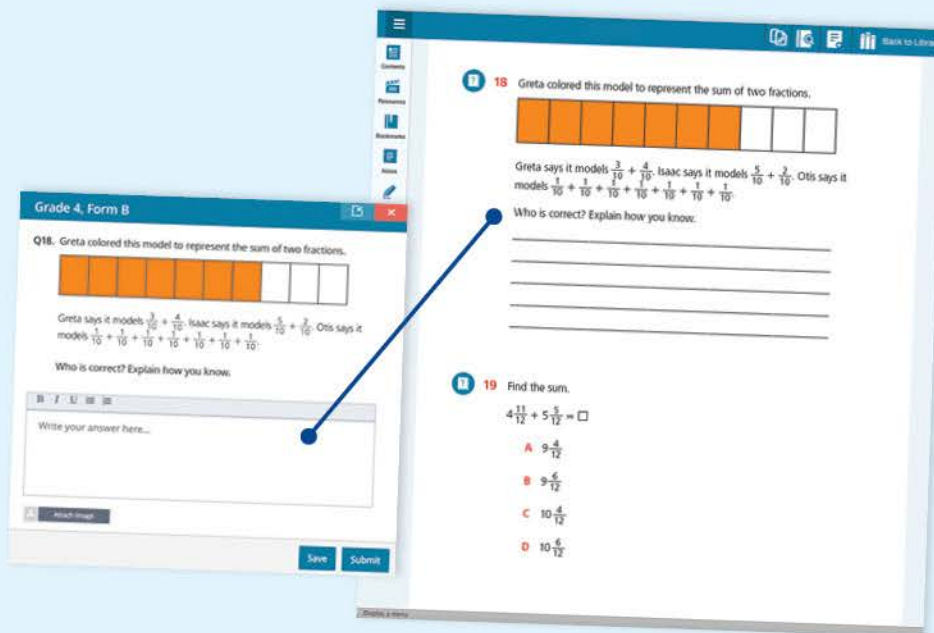 Back to Libra
Contents
Resources
Bookmarks
Notes
18 Greta colored this model to represent the sum of two fractions.
Greta says it models 3/10 + 4/10. Isaac says it models 5/10 + 2/10. Otis says it
models 1/10 + 1/10 + 1/10 + 1/10 + 1/10 + 1/10 + 1/10.
Who is correct? Explain how you know.
19 Find the sum.
4 11/12 + 5 5/12 = □
A 9 4/12
B 9 6/12
C 10 4/12
D 10 6/12
Display a menu
Grade 4, Form B
Q18. Greta colored this model to represent the sum of two fractions.
Greta says it models 3/10 + 4/10. Isaac says it models 5/10 + 2/10. Otis says it
models 1/10 + 1/10 + 1/10 + 1/10 + 1/10 + 1/10 + 1/10.
Who is correct? Explain how you know.
B I U
Write your answer here...
Attach Image
Save Submit